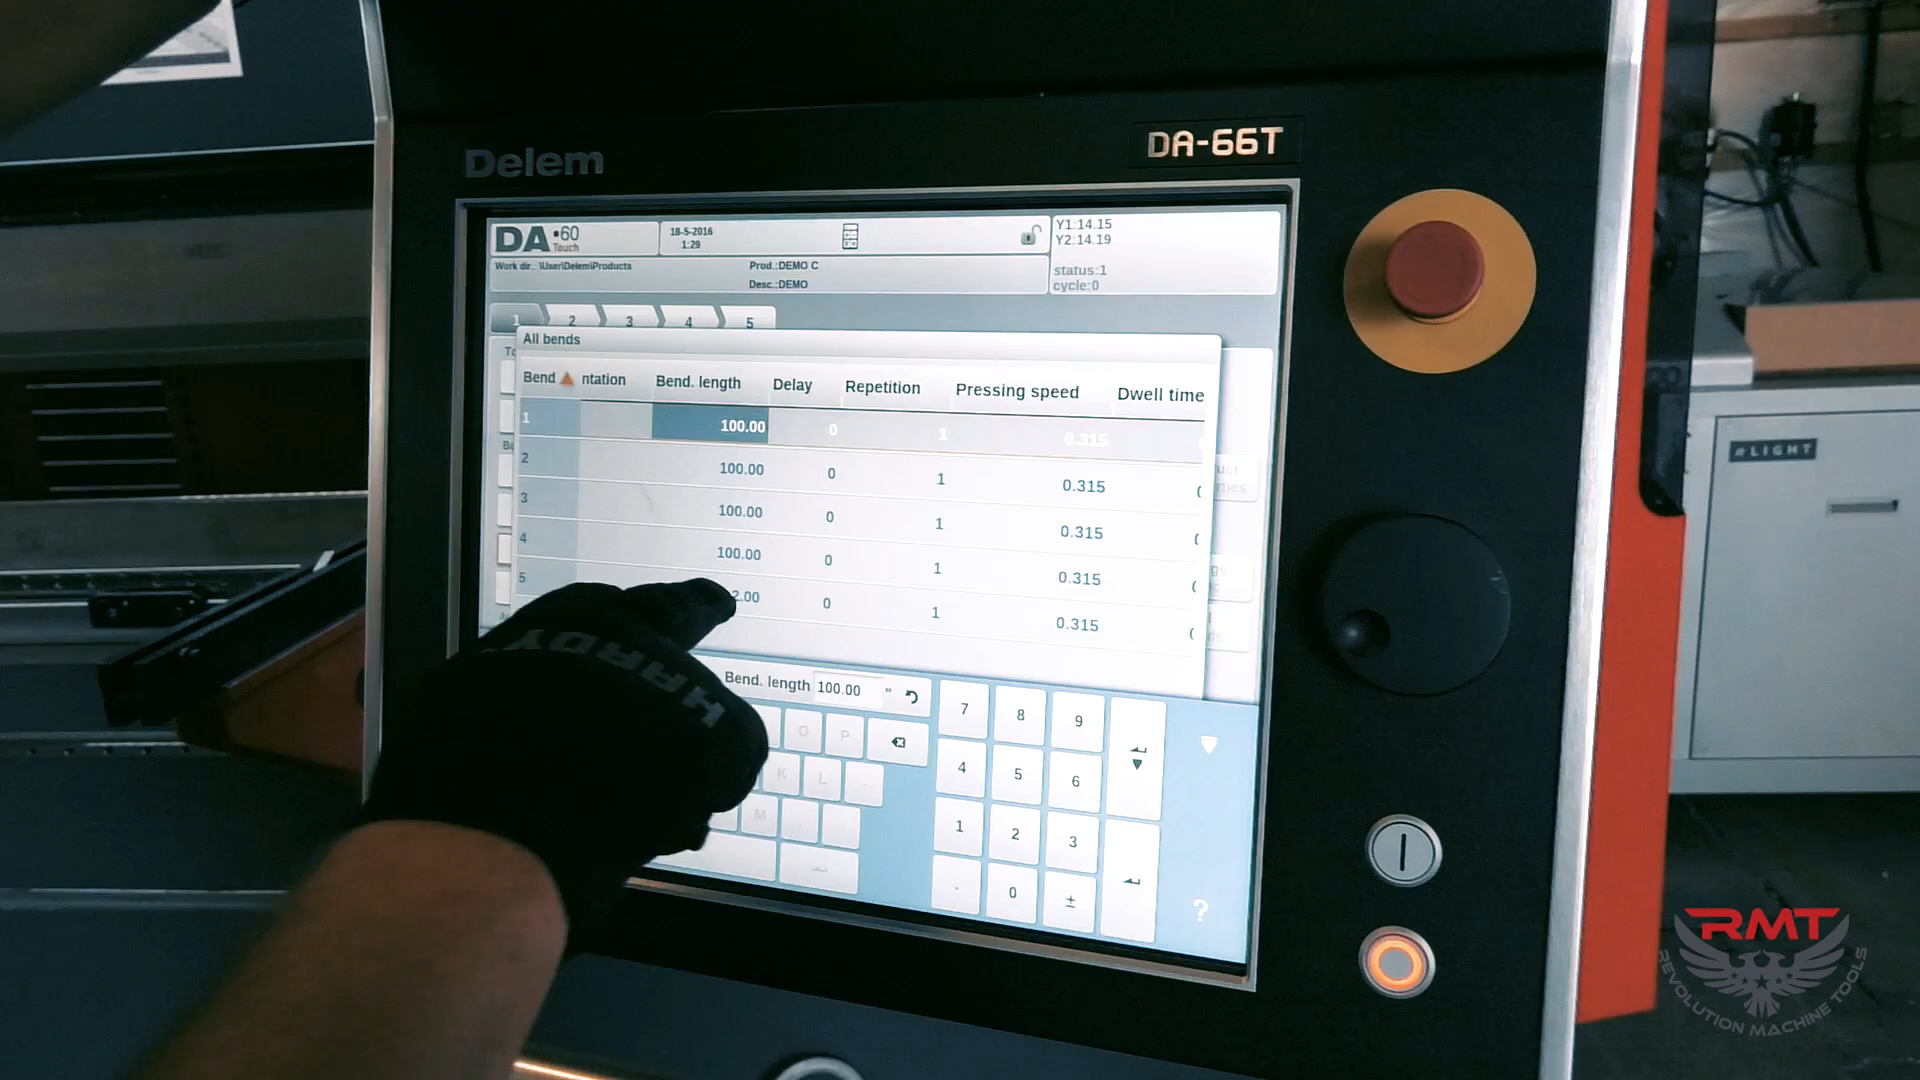 Delem
DA-66T
DA •60
Touch
18-5-2016
1:29
Y1:14.15
Y2:14.19
status:1
cycle:0
Work dir. \User\Delem\Products
Prod.:DEMO C
Desc.:DEMO
1 2 3 4 5
All bends
Bend ntation Bend. length Delay Repetition Pressing speed Dwell time
1 100.00 0 1 0.315
2 100.00 0 1 0.315
3 100.00 0 1 0.315
4 100.00 0 1 0.315
5 2.00 0 1 0.315
Bend. length 100.00 "
7 8 9
O P
4 5 6
K L -
1 2 3
M , .
. 0 ±
?
HARDY
LIGHT
RMT
REVOLUTION MACHINE TOOLS